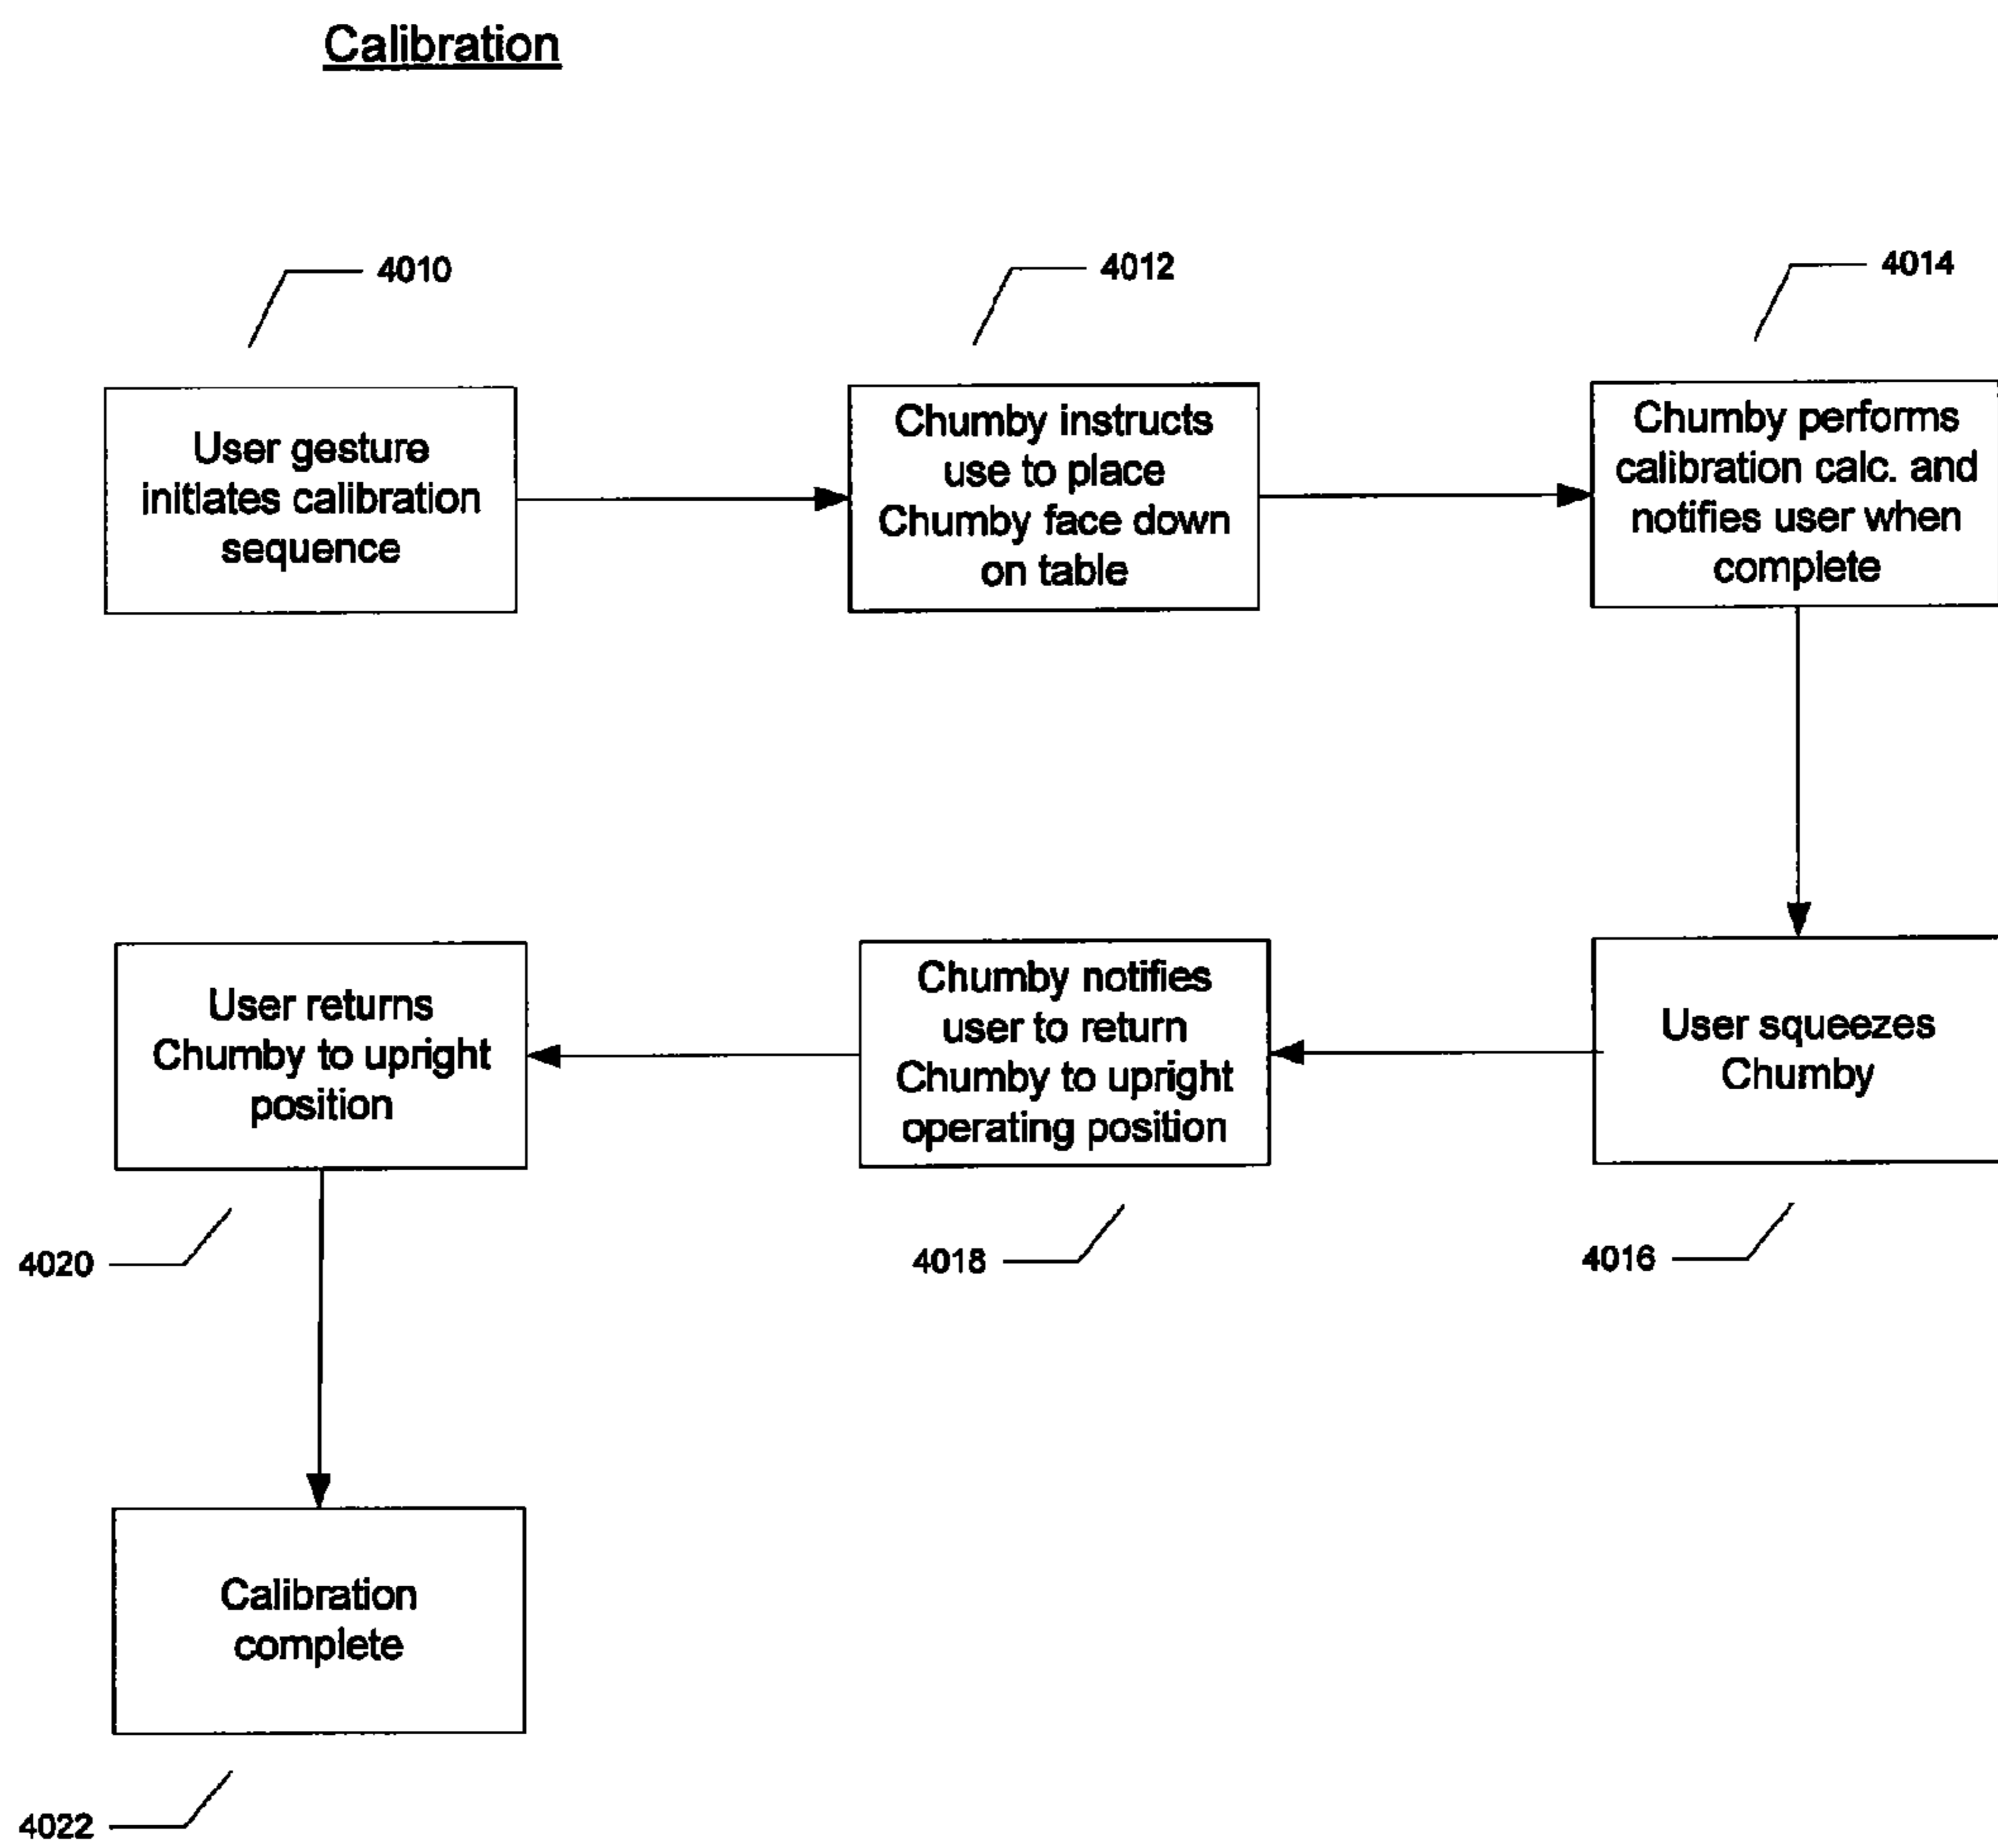 Calibration
4010
4012
4014
User gesture
initiates calibration
sequence
Chumby instructs
use to place
Chumby face down
on table
Chumby performs
calibration calc. and
notifies user when
complete
User squeezes
Chumby
4016
Chumby notifies
user to return
Chumby to upright
operating position
4018
User returns
Chumby to upright
position
4020
Calibration
complete
4022